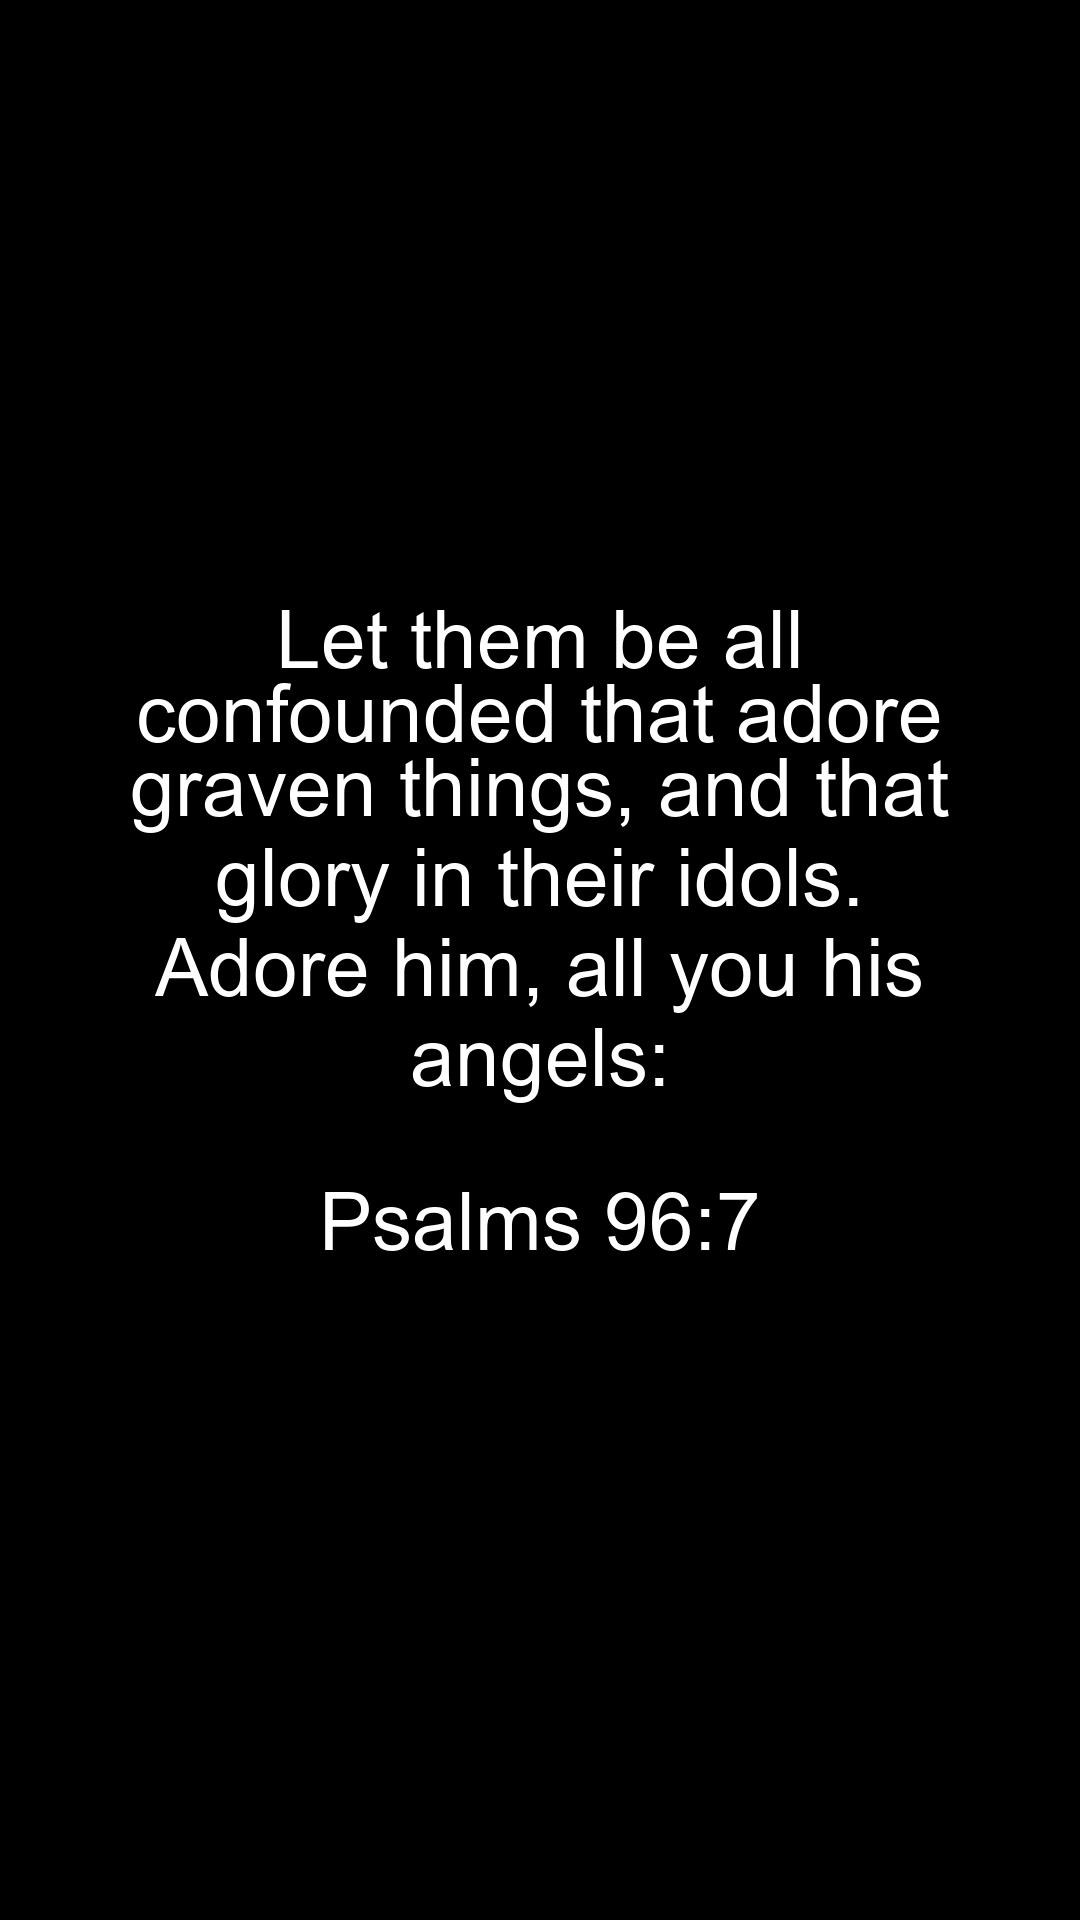 Let them be all
confounded that adore
graven things, and that
glory in their idols.
Adore him, all you his
angels:
Psalms 96:7